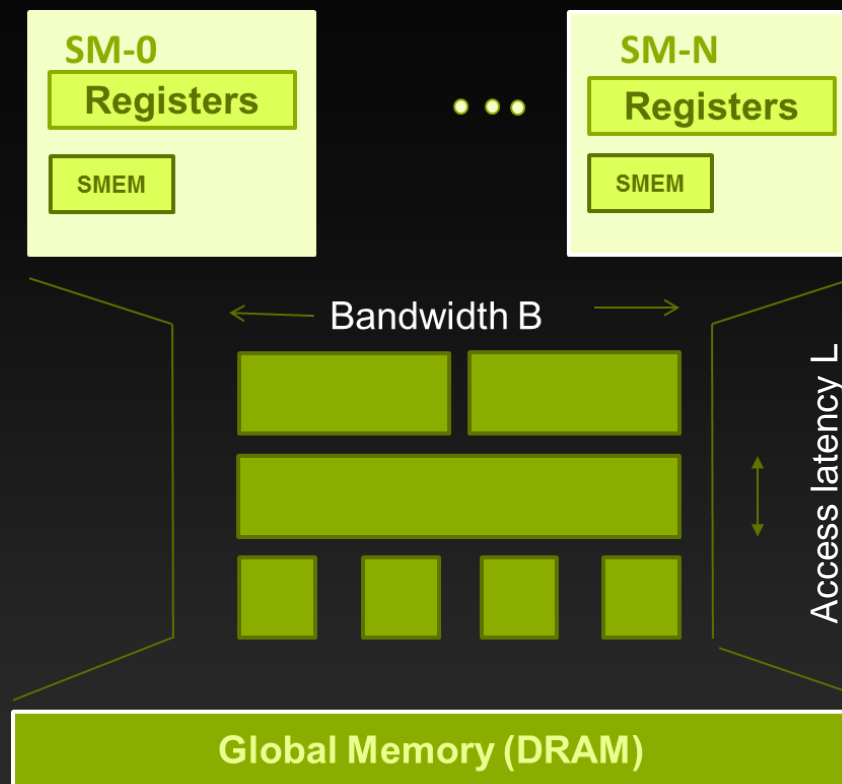 SM-0
Registers
SMEM
SM-N
Registers
SMEM
Bandwidth B
Access latency L
Global Memory (DRAM)